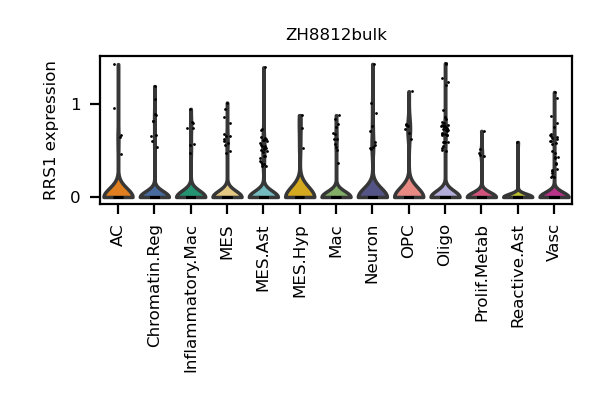 ZH8812bulk
RRS1 expression
1
0
AC
Chromatin.Reg
Inflammatory.Mac
MES
MES.Ast
MES.Hyp
Mac
Neuron
OPC
Oligo
Prolif.Metab
Reactive.Ast
Vasc